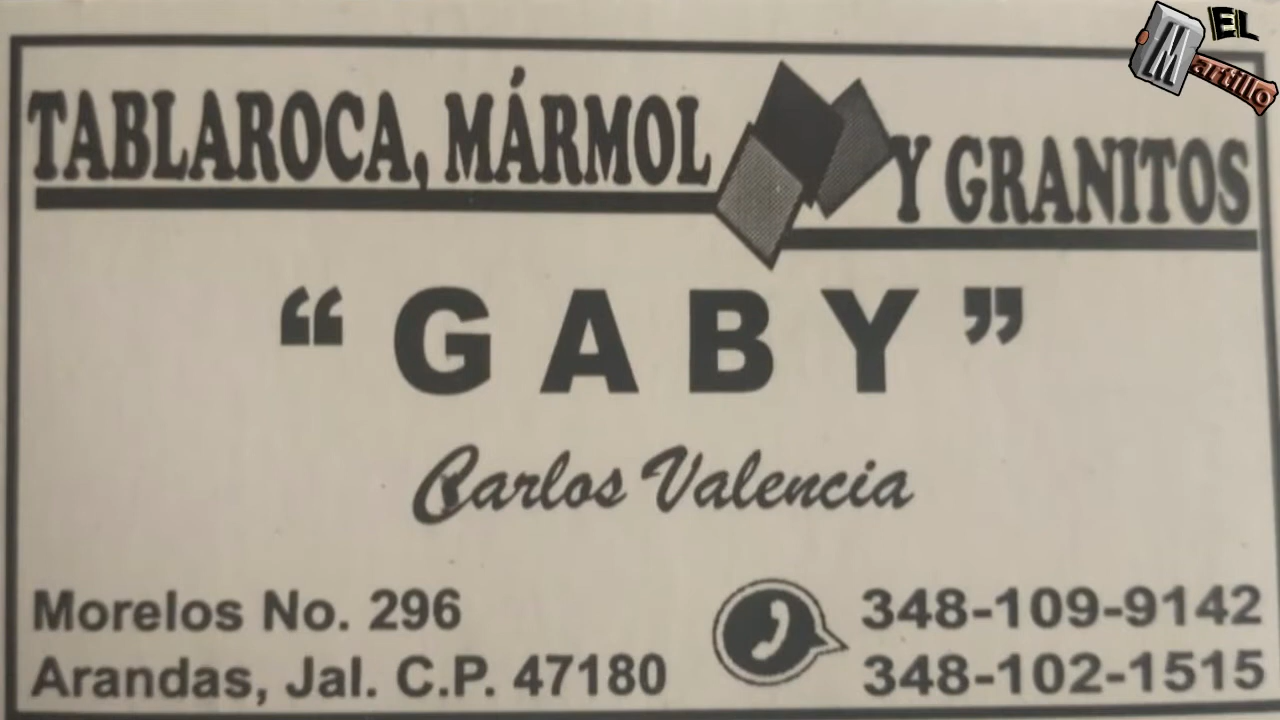 EL
Martillo
TABLAROCA, MÁRMOL Y GRANITOS
“GABY”
Carlos Valencia
Morelos No. 296
Arandas, Jal. C.P. 47180
348-109-9142
348-102-1515